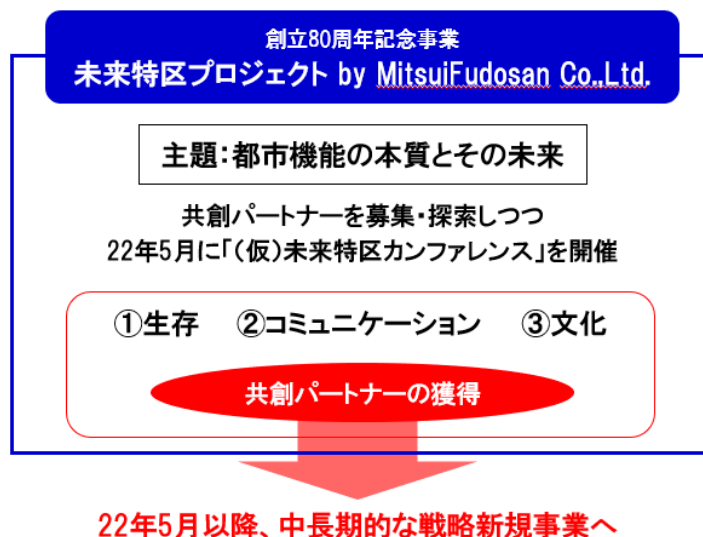 創立80周年記念事業
未来特区プロジェクト by MitsuiFudosan Co.,Ltd.
主題：都市機能の本質とその未来
共創パートナーを募集・探索しつつ
22年5月に「（仮）未来特区カンファレンス」を開催
①生存 ②コミュニケーション ③文化
共創パートナーの獲得
22年5月以降、中長期的な戦略新規事業へ